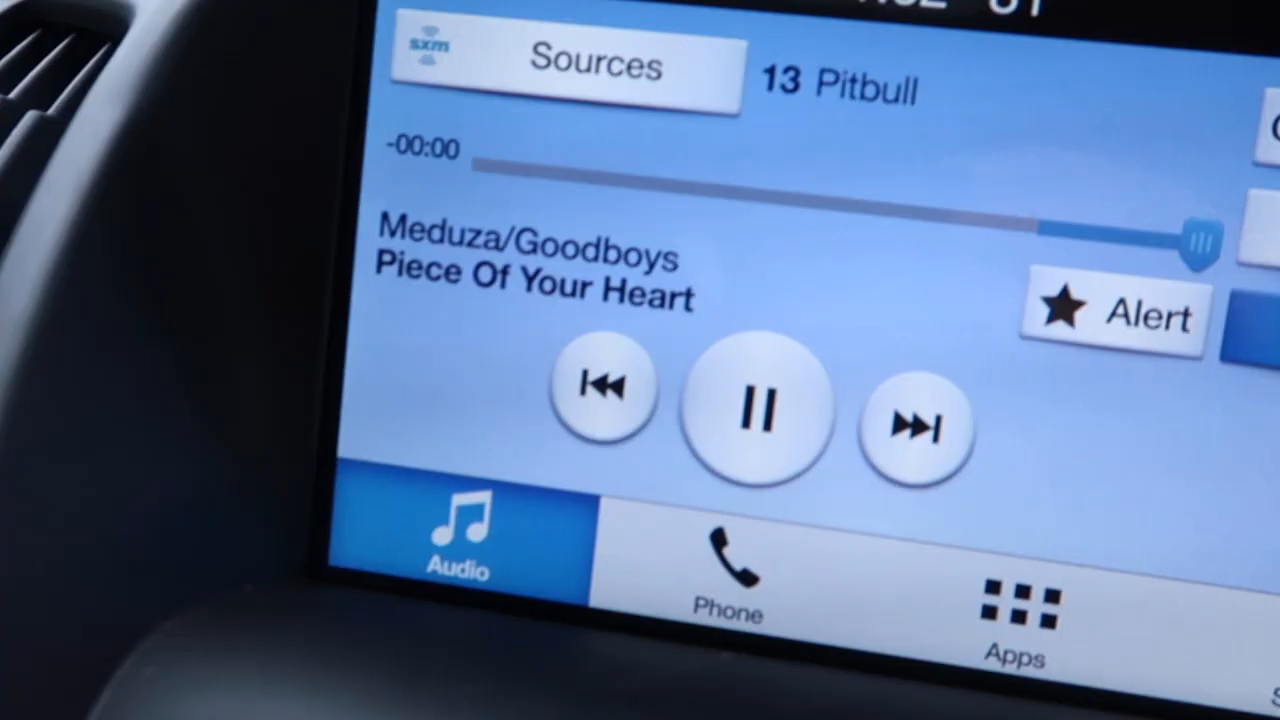 sxm
Sources
13 Pitbull
-00:00
Meduza/Goodboys
Piece Of Your Heart
Alert
Audio
Phone
Apps